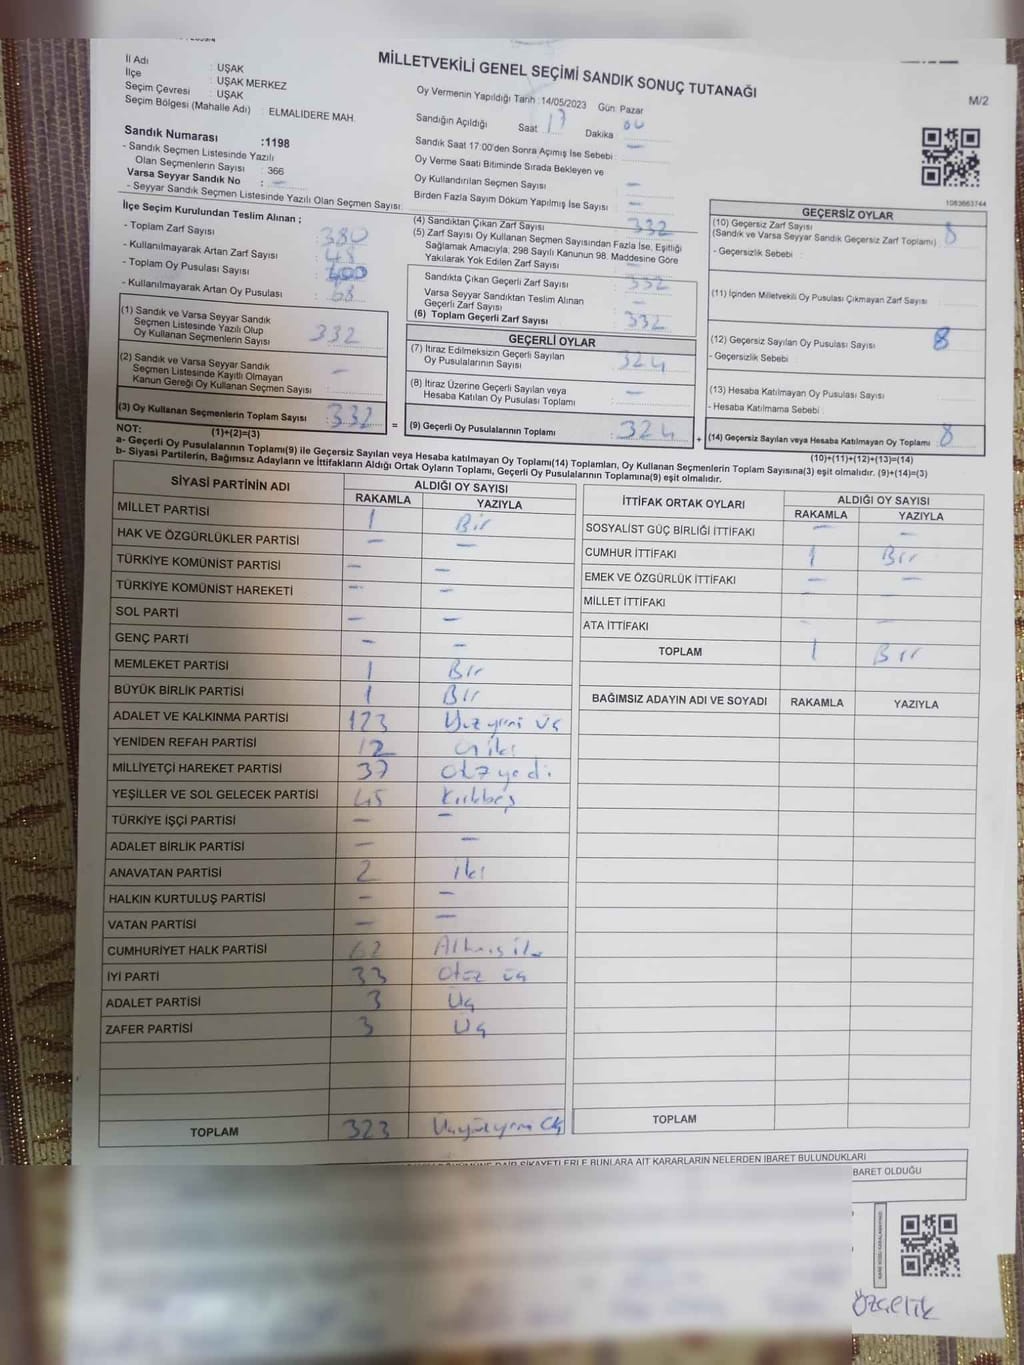 MİLLETVEKİLİ GENEL SEÇİMİ SANDIK SONUÇ TUTANAĞI
M/2
İl Adı : UŞAK
İlçe : UŞAK MERKEZ
Seçim Çevresi : UŞAK
Seçim Bölgesi (Mahalle Adı) : ELMALIDERE MAH.
Sandık Numarası :1198
- Sandık Seçmen Listesinde Yazılı
Olan Seçmenlerin Sayısı : 366
Varsa Seyyar Sandık No : –
- Seyyar Sandık Seçmen Listesinde Yazılı Olan Seçmen Sayısı:
Oy Vermenin Yapıldığı Tarih :14/05/2023 Gün: Pazar
Sandığın Açıldığı Saat 17 Dakika 00
Sandık Saat 17:00'den Sonra Açımış İse Sebebi : –
Oy Verme Saati Bitiminde Sırada Bekleyen ve
Oy Kullandırılan Seçmen Sayısı –
Birden Fazla Sayım Döküm Yapılmış İse Sayısı –
1083663744
İlçe Seçim Kurulundan Teslim Alınan ;
- Toplam Zarf Sayısı : 380
- Kullanılmayarak Artan Zarf Sayısı : 48
- Toplam Oy Pusulası Sayısı : 400
- Kullanılmayarak Artan Oy Pusulası : 68
(1) Sandık ve Varsa Seyyar Sandık
Seçmen Listesinde Yazılı Olup
Oy Kullanan Seçmenlerin Sayısı 332
(2) Sandık ve Varsa Seyyar Sandık
Seçmen Listesinde Kayıtlı Olmayan
Kanun Gereği Oy Kullanan Seçmen Sayısı –
(3) Oy Kullanan Seçmenlerin Toplam Sayısı : 332
(1)+(2)=(3)
(4) Sandıktan Çıkan Zarf Sayısı 332
(5) Zarf Sayısı Oy Kullanan Seçmen Sayısından Fazla İse, Eşitliği
Sağlamak Amacıyla, 298 Sayılı Kanunun 98. Maddesine Göre
Yakılarak Yok Edilen Zarf Sayısı –
Sandıkta Çıkan Geçerli Zarf Sayısı 332
Varsa Seyyar Sandıktan Teslim Alınan
Geçerli Zarf Sayısı –
(6) Toplam Geçerli Zarf Sayısı 332
GEÇERLİ OYLAR
(7) İtiraz Edilmeksizin Geçerli Sayılan
Oy Pusulalarının Sayısı 324
(8) İtiraz Üzerine Geçerli Sayılan veya
Hesaba Katılan Oy Pusulası Toplamı –
= (9) Geçerli Oy Pusulalarının Toplamı 324 +
GEÇERSİZ OYLAR
(10) Geçersiz Zarf Sayısı
(Sandık ve Varsa Seyyar Sandık Geçersiz Zarf Toplamı) 8
- Geçersizlik Sebebi :
(11) İçinden Milletvekili Oy Pusulası Çıkmayan Zarf Sayısı
(12) Geçersiz Sayılan Oy Pusulası Sayısı 8
- Geçersizlik Sebebi
(13) Hesaba Katılmayan Oy Pusulası Sayısı
- Hesaba Katılmama Sebebi :
(14) Geçersiz Sayılan veya Hesaba Katılmayan Oy Toplamı 8
(10)+(11)+(12)+(13)=(14)
NOT:
a- Geçerli Oy Pusulalarının Toplamı(9) ile Geçersiz Sayılan veya Hesaba katılmayan Oy Toplamı(14) Toplamları, Oy Kullanan Seçmenlerin Toplam Sayısına(3) eşit olmalıdır. (9)+(14)=(3)
b- Siyasi Partilerin, Bağımsız Adayların ve İttifakların Aldığı Ortak Oyların Toplamı, Geçerli Oy Pusulalarının Toplamına(9) eşit olmalıdır.
SİYASİ PARTİNİN ADI ALDIĞI OY SAYISI
RAKAMLA YAZIYLA
MİLLET PARTİSİ 1 Bir
HAK VE ÖZGÜRLÜKLER PARTİSİ – –
TÜRKİYE KOMÜNİST PARTİSİ – –
TÜRKİYE KOMÜNİST HAREKETİ – –
SOL PARTİ – –
GENÇ PARTİ – –
MEMLEKET PARTİSİ 1 Bir
BÜYÜK BİRLİK PARTİSİ 1 Bir
ADALET VE KALKINMA PARTİSİ 123 Yüzyirmi üç
YENİDEN REFAH PARTİSİ 12 oniki
MİLLİYETÇİ HAREKET PARTİSİ 37 otuzyedi
YEŞİLLER VE SOL GELECEK PARTİSİ 45 Kırkbeş
TÜRKİYE İŞÇİ PARTİSİ – –
ADALET BİRLİK PARTİSİ – –
ANAVATAN PARTİSİ 2 iki
HALKIN KURTULUŞ PARTİSİ – –
VATAN PARTİSİ – –
CUMHURİYET HALK PARTİSİ 62 Altmış iki
İYİ PARTİ 33 Otuz üç
ADALET PARTİSİ 3 Üç
ZAFER PARTİSİ 3 Üç
TOPLAM 323
İTTİFAK ORTAK OYLARI ALDIĞI OY SAYISI
RAKAMLA YAZIYLA
SOSYALİST GÜÇ BİRLİĞİ İTTİFAKI – –
CUMHUR İTTİFAKI 1 Bir
EMEK VE ÖZGÜRLÜK İTTİFAKI – –
MİLLET İTTİFAKI
ATA İTTİFAKI – –
TOPLAM 1 Bir
BAĞIMSIZ ADAYIN ADI VE SOYADI RAKAMLA YAZIYLA
TOPLAM
ŞİKAYETLERLE BUNLARA AİT KARARLARIN NELERDEN İBARET BULUNDUKLARI
BARET OLDUĞU
ÖZÇELİK